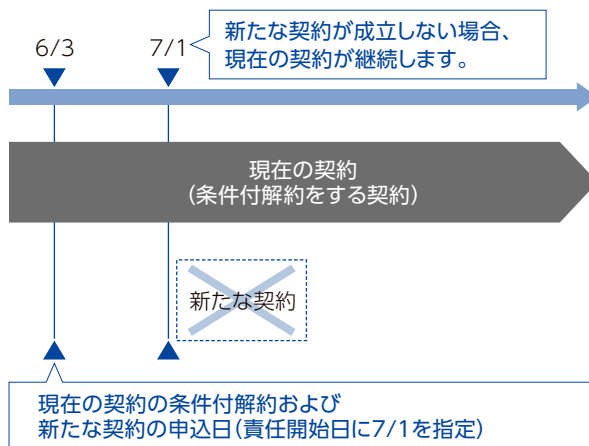 6/3
7/1
新たな契約が成立しない場合、
現在の契約が継続します。
現在の契約
（条件付解約をする契約）
新たな契約
現在の契約の条件付解約および
新たな契約の申込日（責任開始日に7/1を指定）